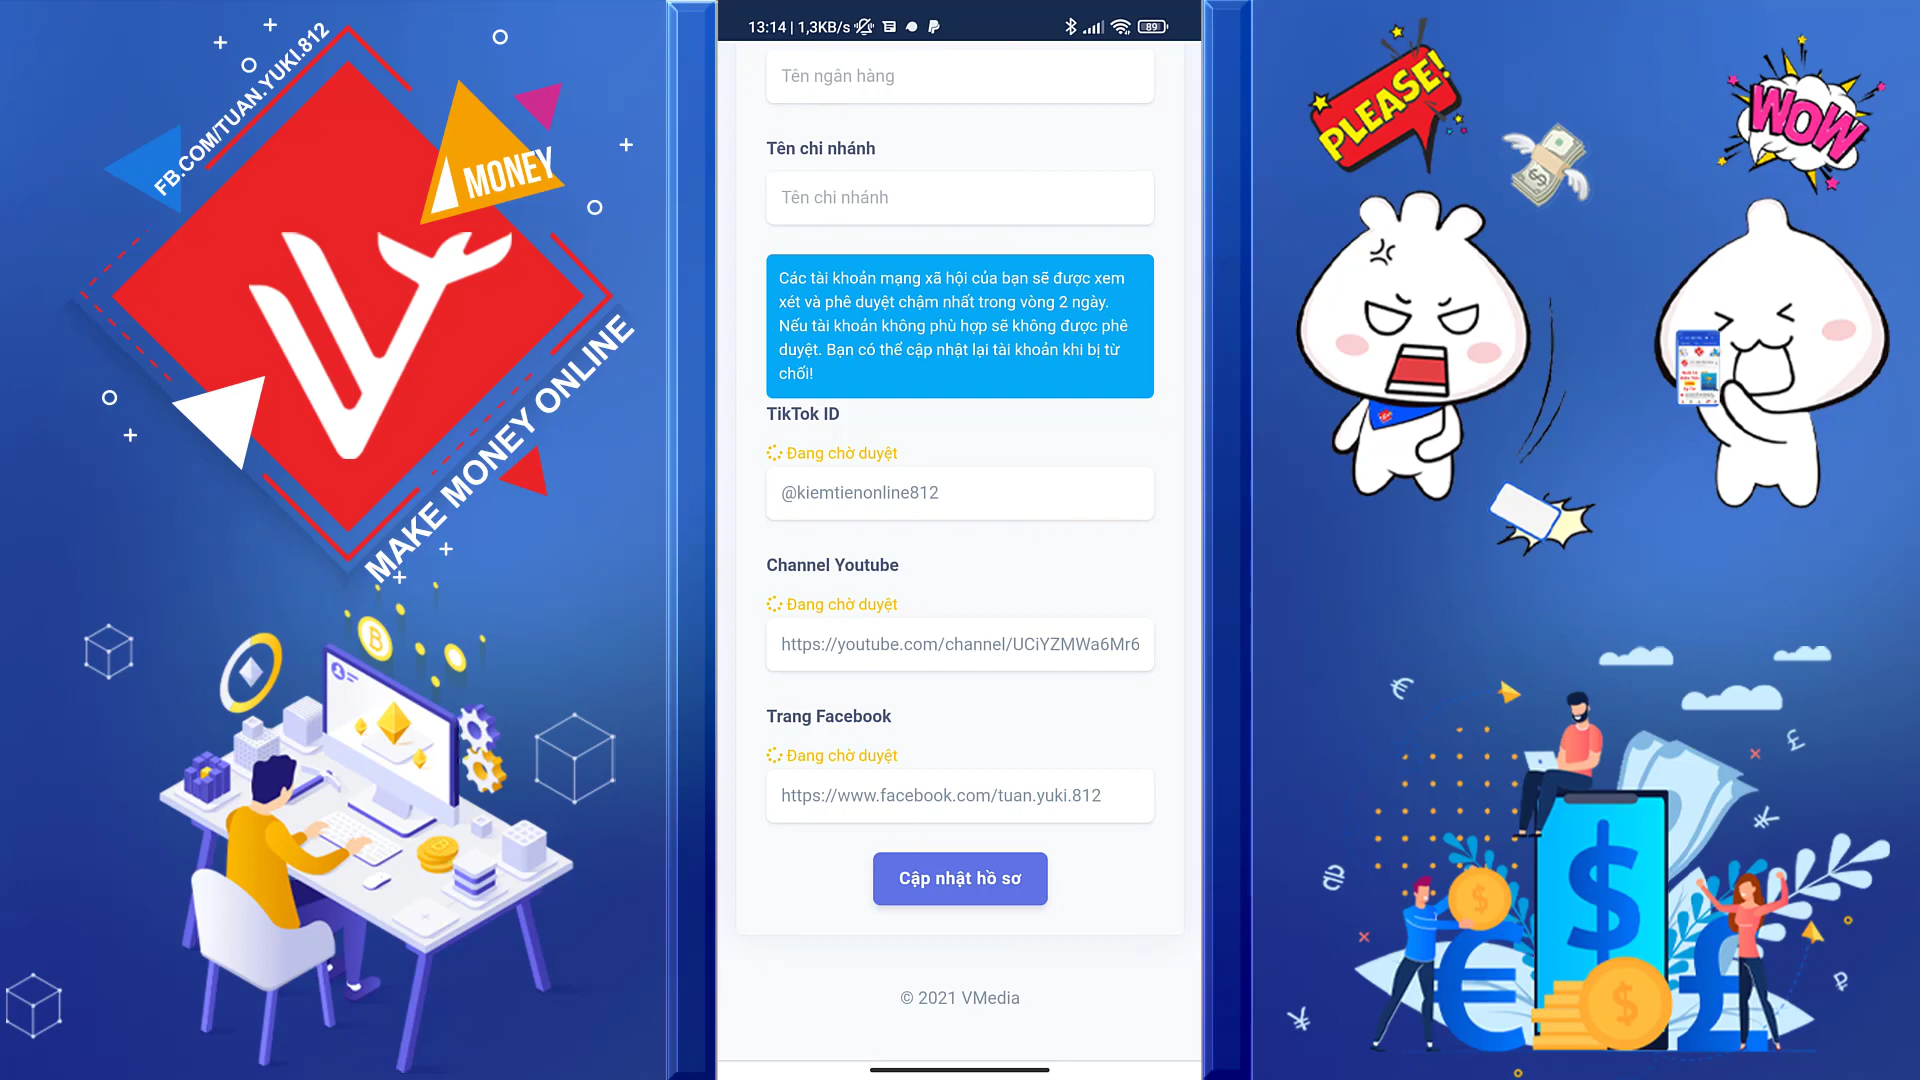 FB.COM/TUAN.YUKI.812
MONEY
MAKE MONEY ONLINE
13:14 | 1,3KB/s
89
Tên ngân hàng
Tên chi nhánh
Tên chi nhánh
Các tài khoản mạng xã hội của bạn sẽ được xem
xét và phê duyệt chậm nhất trong vòng 2 ngày.
Nếu tài khoản không phù hợp sẽ không được phê
duyệt. Bạn có thể cập nhật lại tài khoản khi bị từ
chối!
TikTok ID
Đang chờ duyệt
@kiemtienonline812
Channel Youtube
Đang chờ duyệt
https://youtube.com/channel/UCiYZMWa6Mr6
Trang Facebook
Đang chờ duyệt
https://www.facebook.com/tuan.yuki.812
Cập nhật hồ sơ
© 2021 VMedia
PLEASE!
WOW